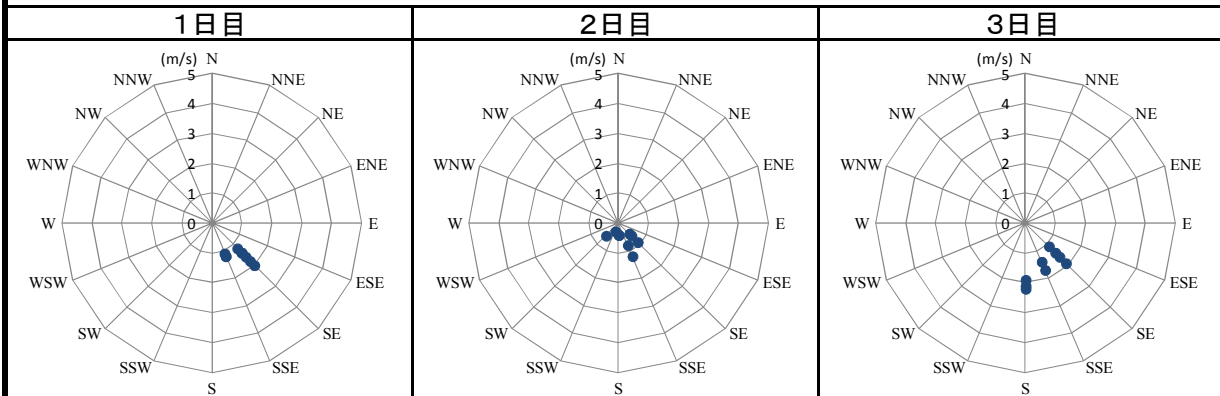 1日目 2日目 3日目
(m/s) N
NNW 5 NNE
NW 4 NE
3
WNW 2 ENE
1
W 0 E
WSW ESE
SW SE
SSW SSE
S
(m/s) N
NNW 5 NNE
NW 4 NE
3
WNW 2 ENE
1
W 0 E
WSW ESE
SW SE
SSW SSE
S
(m/s) N
NNW 5 NNE
NW 4 NE
3
WNW 2 ENE
1
W 0 E
WSW ESE
SW SE
SSW SSE
S